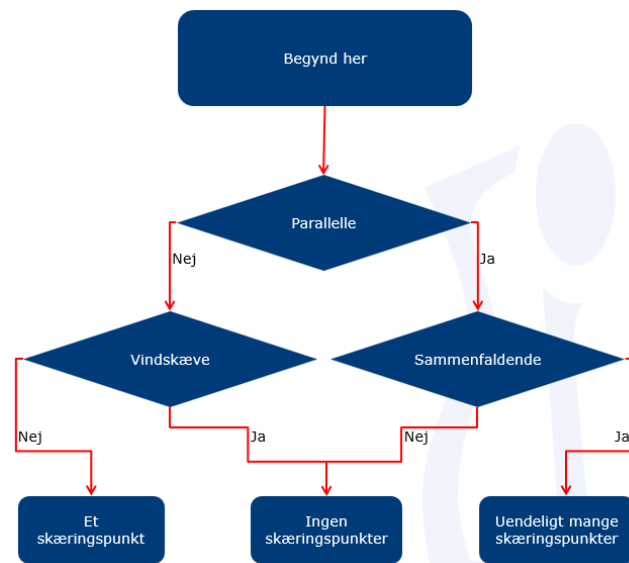 Begynd her
Parallelle
Nej
Ja
Vindskæve
Sammenfaldende
Nej
Ja
Nej
Ja
Et
skæringspunkt
Ingen
skæringspunkter
Uendeligt mange
skæringspunkter